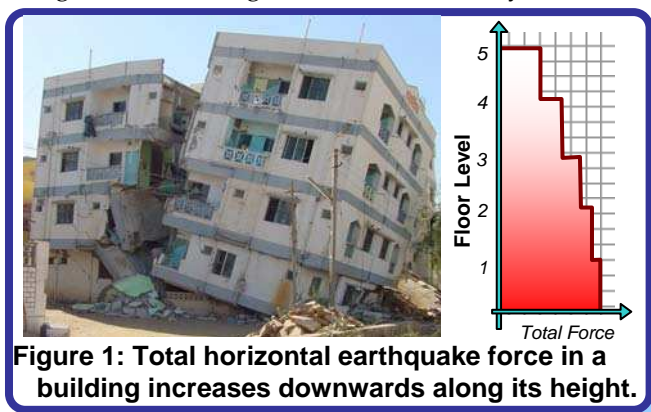 5
4
3
2
1
Floor Level
Total Force
Figure 1: Total horizontal earthquake force in a
building increases downwards along its height.